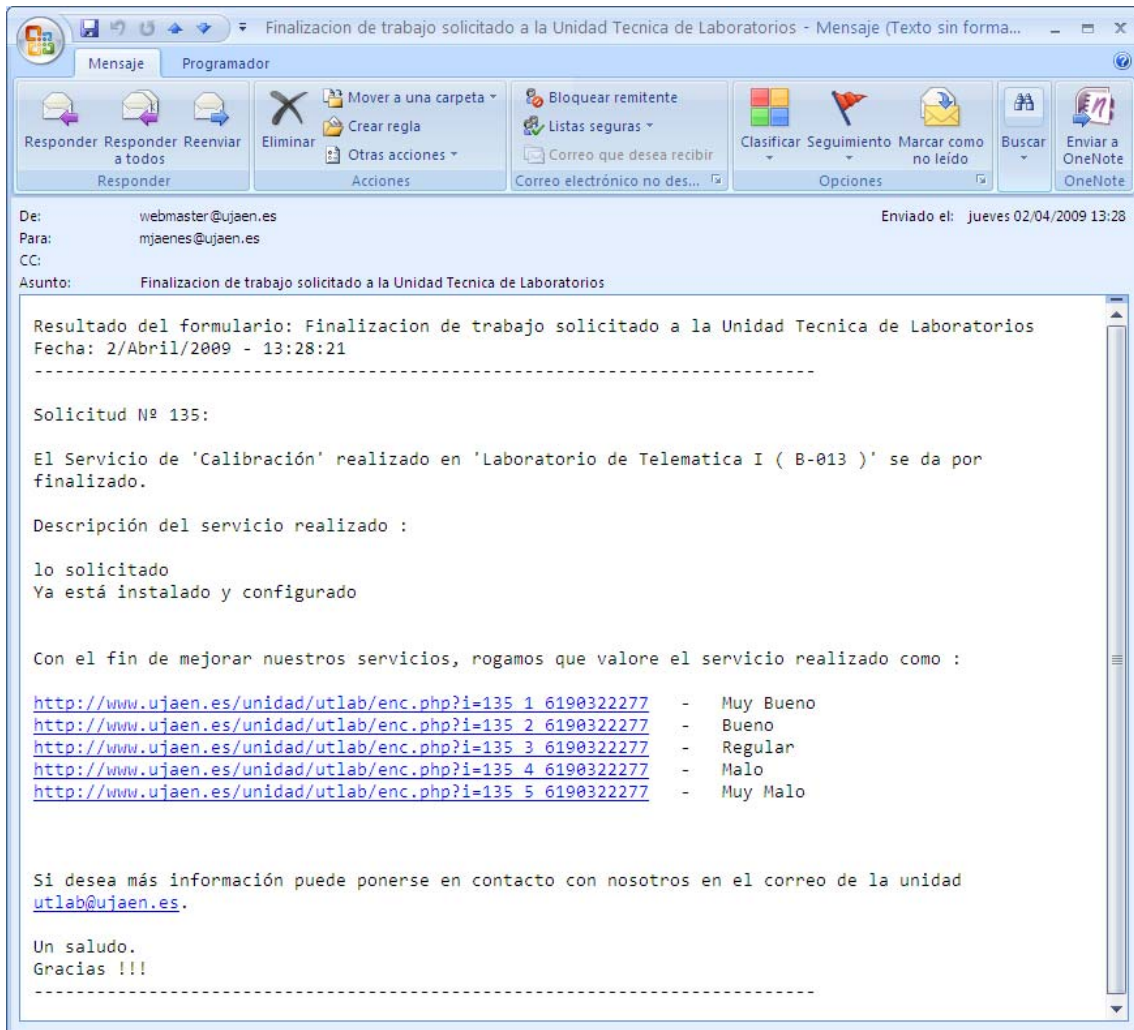 Finalizacion de trabajo solicitado a la Unidad Tecnica de Laboratorios - Mensaje (Texto sin forma...
Mensaje Programador
Responder Responder a todos Reenviar
Eliminar
Mover a una carpeta
Crear regla
Otras acciones
Bloquear remitente
Listas seguras
Correo que desea recibir
Clasificar Seguimiento Marcar como no leído
Buscar
Enviar a OneNote
Responder Acciones Correo electrónico no des... Opciones OneNote
De: webmaster@ujaen.es Enviado el: jueves 02/04/2009 13:28
Para: mjaenes@ujaen.es
CC:
Asunto: Finalizacion de trabajo solicitado a la Unidad Tecnica de Laboratorios
Resultado del formulario: Finalizacion de trabajo solicitado a la Unidad Tecnica de Laboratorios
Fecha: 2/Abril/2009 - 13:28:21
---------------------------------------------------------------------------
Solicitud Nº 135:
El Servicio de 'Calibración' realizado en 'Laboratorio de Telematica I ( B-013 )' se da por
finalizado.
Descripción del servicio realizado :
lo solicitado
Ya está instalado y configurado
Con el fin de mejorar nuestros servicios, rogamos que valore el servicio realizado como :
http://www.ujaen.es/unidad/utlab/enc.php?i=135_1_6190322277 - Muy Bueno
http://www.ujaen.es/unidad/utlab/enc.php?i=135_2_6190322277 - Bueno
http://www.ujaen.es/unidad/utlab/enc.php?i=135_3_6190322277 - Regular
http://www.ujaen.es/unidad/utlab/enc.php?i=135_4_6190322277 - Malo
http://www.ujaen.es/unidad/utlab/enc.php?i=135_5_6190322277 - Muy Malo
Si desea más información puede ponerse en contacto con nosotros en el correo de la unidad
utlab@ujaen.es.
Un saludo.
Gracias !!!
---------------------------------------------------------------------------